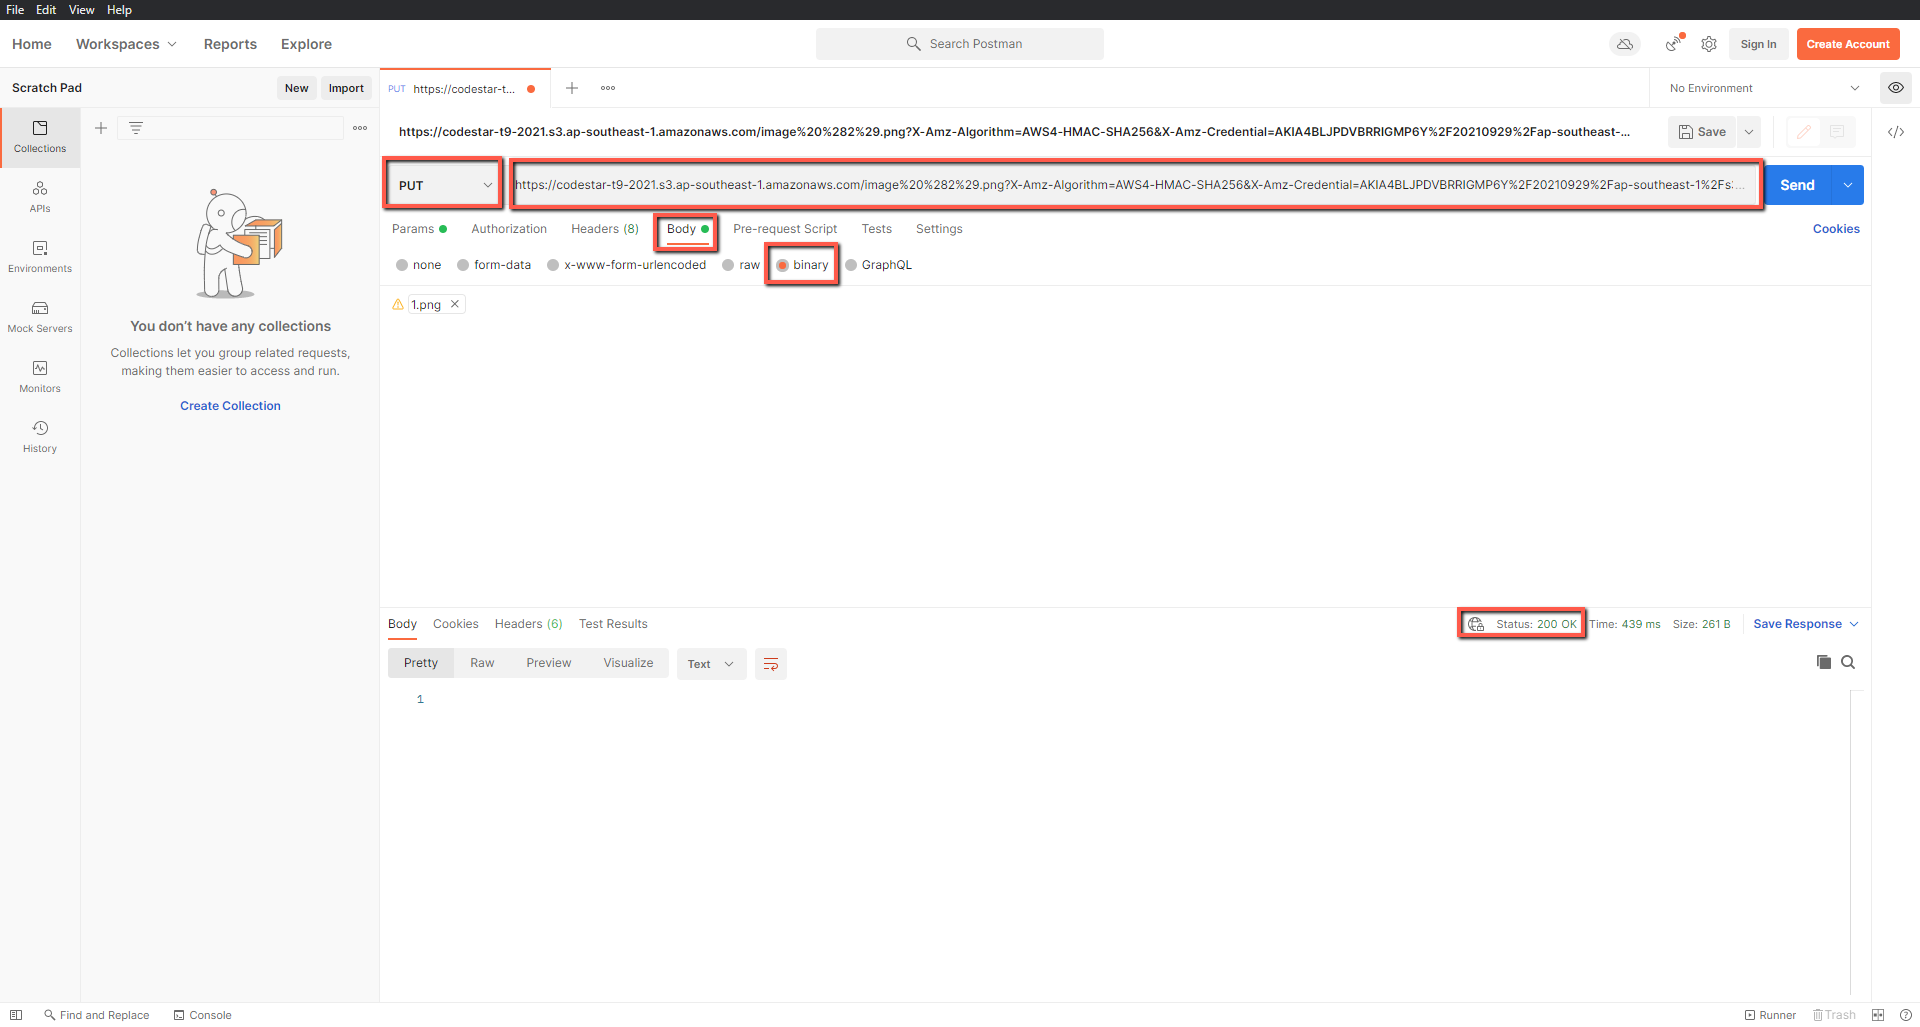 File Edit View Help
Home Workspaces Reports Explore Search Postman Sign In Create Account
Scratch Pad New Import PUT https://codestar-t... No Environment
https://codestar-t9-2021.s3.ap-southeast-1.amazonaws.com/image%20%282%29.png?X-Amz-Algorithm=AWS4-HMAC-SHA256&X-Amz-Credential=AKIA4BLJPDVBRRIGMP6Y%2F20210929%2Fap-southeast-... Save
PUT https://codestar-t9-2021.s3.ap-southeast-1.amazonaws.com/image%20%282%29.png?X-Amz-Algorithm=AWS4-HMAC-SHA256&X-Amz-Credential=AKIA4BLJPDVBRRIGMP6Y%2F20210929%2Fap-southeast-1%2Fs:... Send
Params Authorization Headers (8) Body Pre-request Script Tests Settings Cookies
none form-data x-www-form-urlencoded raw binary GraphQL
1.png
Collections
APIs
Environments
Mock Servers
Monitors
History
You don't have any collections
Collections let you group related requests,
making them easier to access and run.
Create Collection
Body Cookies Headers (6) Test Results Status: 200 OK Time: 439 ms Size: 261 B Save Response
Pretty Raw Preview Visualize Text
1
Find and Replace Console Runner Trash